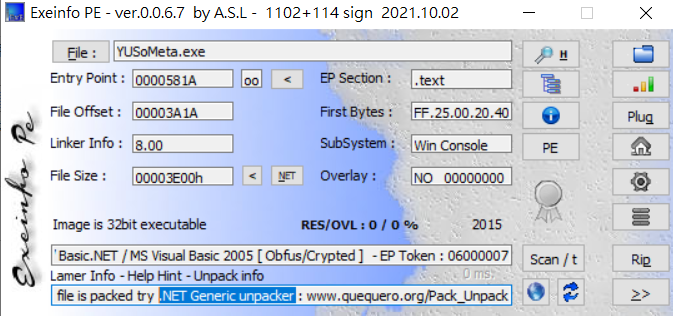 Exeinfo PE - ver.0.0.6.7 by A.S.L - 1102+114 sign 2021.10.02
File : YUSoMeta.exe H
Entry Point : 0000581A oo < EP Section : .text
File Offset : 00003A1A First Bytes : FF.25.00.20.40 Plug
Linker Info : 8.00 SubSystem : Win Console PE
File Size : 00003E00h < NET Overlay : NO 00000000
Image is 32bit executable RES/OVL : 0 / 0 % 2015
Exeinfo Pe
'Basic.NET / MS Visual Basic 2005 [ Obfus/Crypted ] - EP Token : 06000007 Scan / t Rip
Lamer Info - Help Hint - Unpack info 0 ms.
file is packed try .NET Generic unpacker : www.quequero.org/Pack_Unpack >>